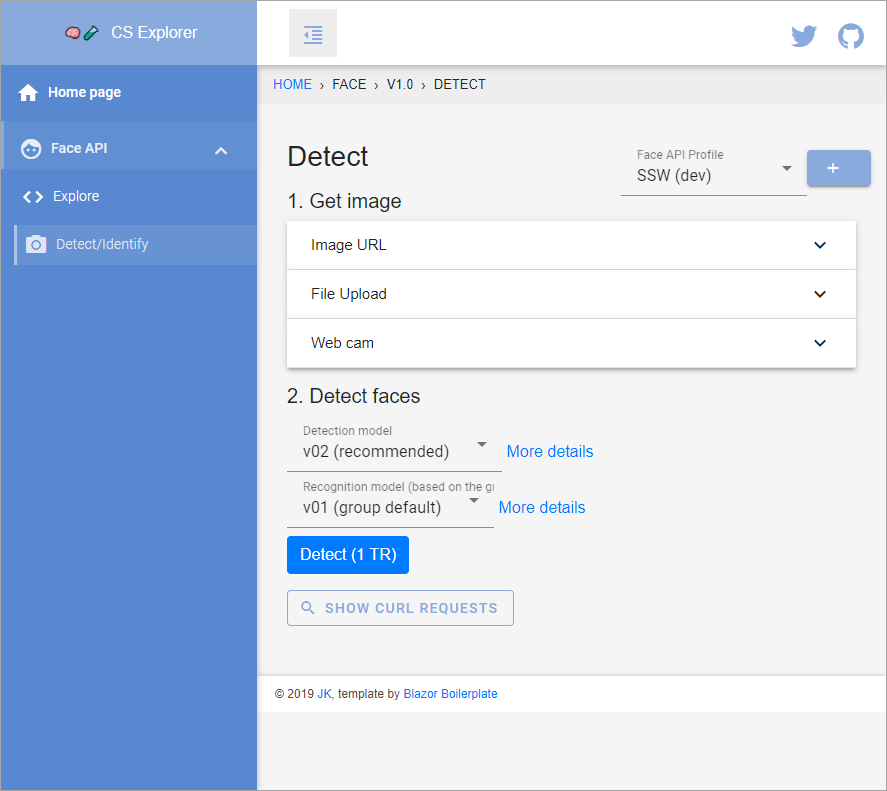 CS Explorer
Home page
Face API
Explore
Detect/Identify
HOME › FACE › V1.0 › DETECT
Detect
Face API Profile
SSW (dev)
+
1. Get image
Image URL
File Upload
Web cam
2. Detect faces
Detection model
v02 (recommended)
More details
Recognition model (based on the
v01 (group default)
More details
Detect (1 TR)
SHOW CURL REQUESTS
© 2019 JK, template by Blazor Boilerplate